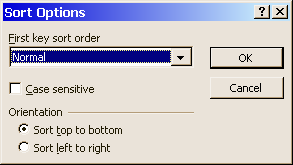 Sort Options
First key sort order
Normal
OK
Case sensitive
Cancel
Orientation
Sort top to bottom
Sort left to right